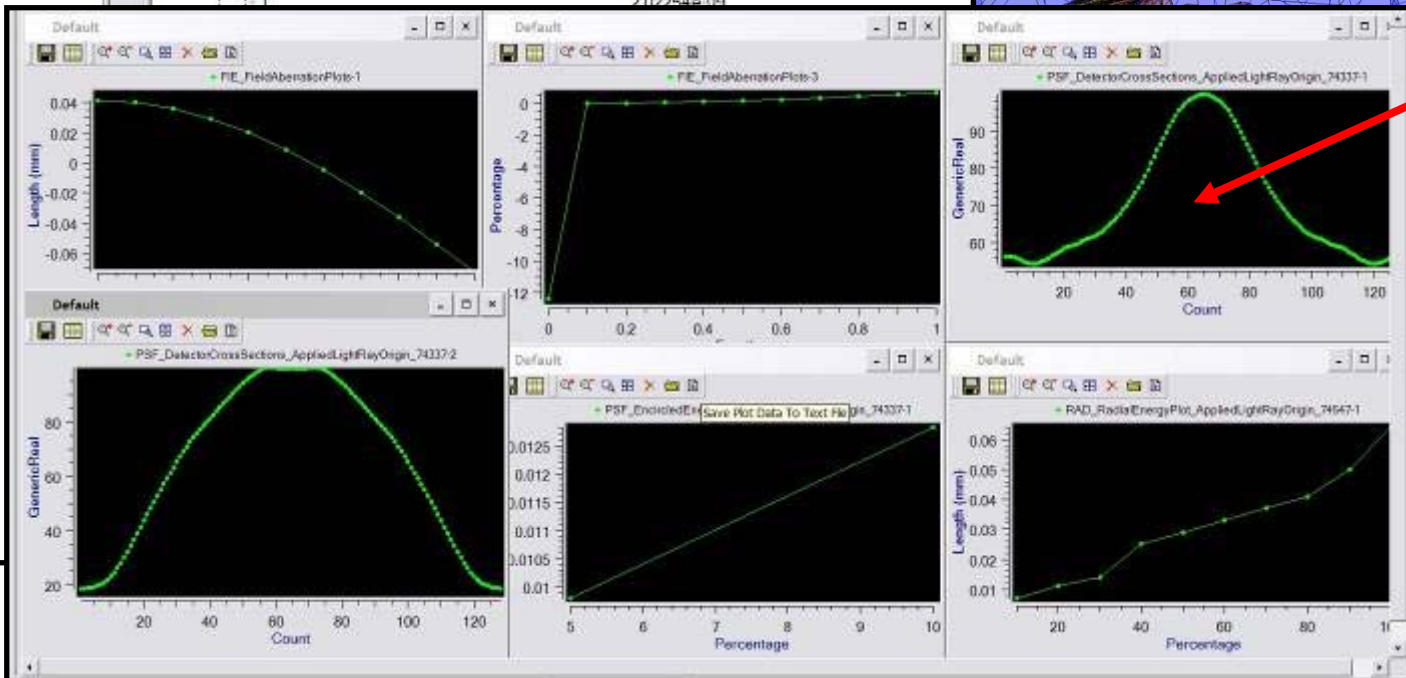 Default
FIE_FieldAberrationPlots-1
Length (mm)
0.04
0.02
0
-0.02
-0.04
-0.06
Default
FIE_FieldAberrationPlots-3
Percentage
0
-2
-4
-6
-8
-10
-12
0 0.2 0.4 0.6 0.8 1
Default
PSF_DetectorCrossSections_AppliedLightRayOrigin_74337-1
GenericReal
90
80
70
60
20 40 60 80 100 120
Count
Default
PSF_DetectorCrossSections_AppliedLightRayOrigin_74337-2
GenericReal
80
60
40
20
20 40 60 80 100 120
Count
Default
PSF_EncircledEne
Save Plot Data To Text File
gin_74337-1
0.0125
0.012
0.0115
0.011
0.0105
0.01
5 6 7 8 9 10
Percentage
Default
RAD_RadialEnergyPlot_AppliedLightRayOrigin_74547-1
Length (mm)
0.06
0.05
0.04
0.03
0.02
0.01
20 40 60 80
Percentage